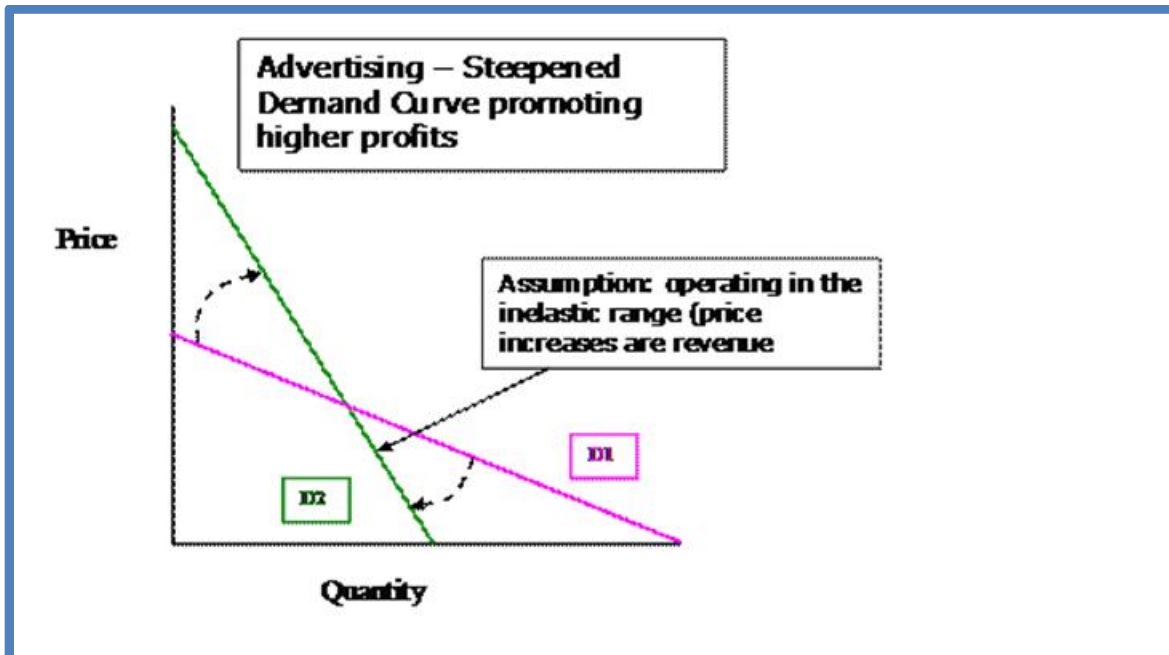 Advertising – Steepened
Demand Curve promoting
higher profits
Price
Assumption: operating in the
inelastic range (price
increases are revenue
D1
D2
Quantity